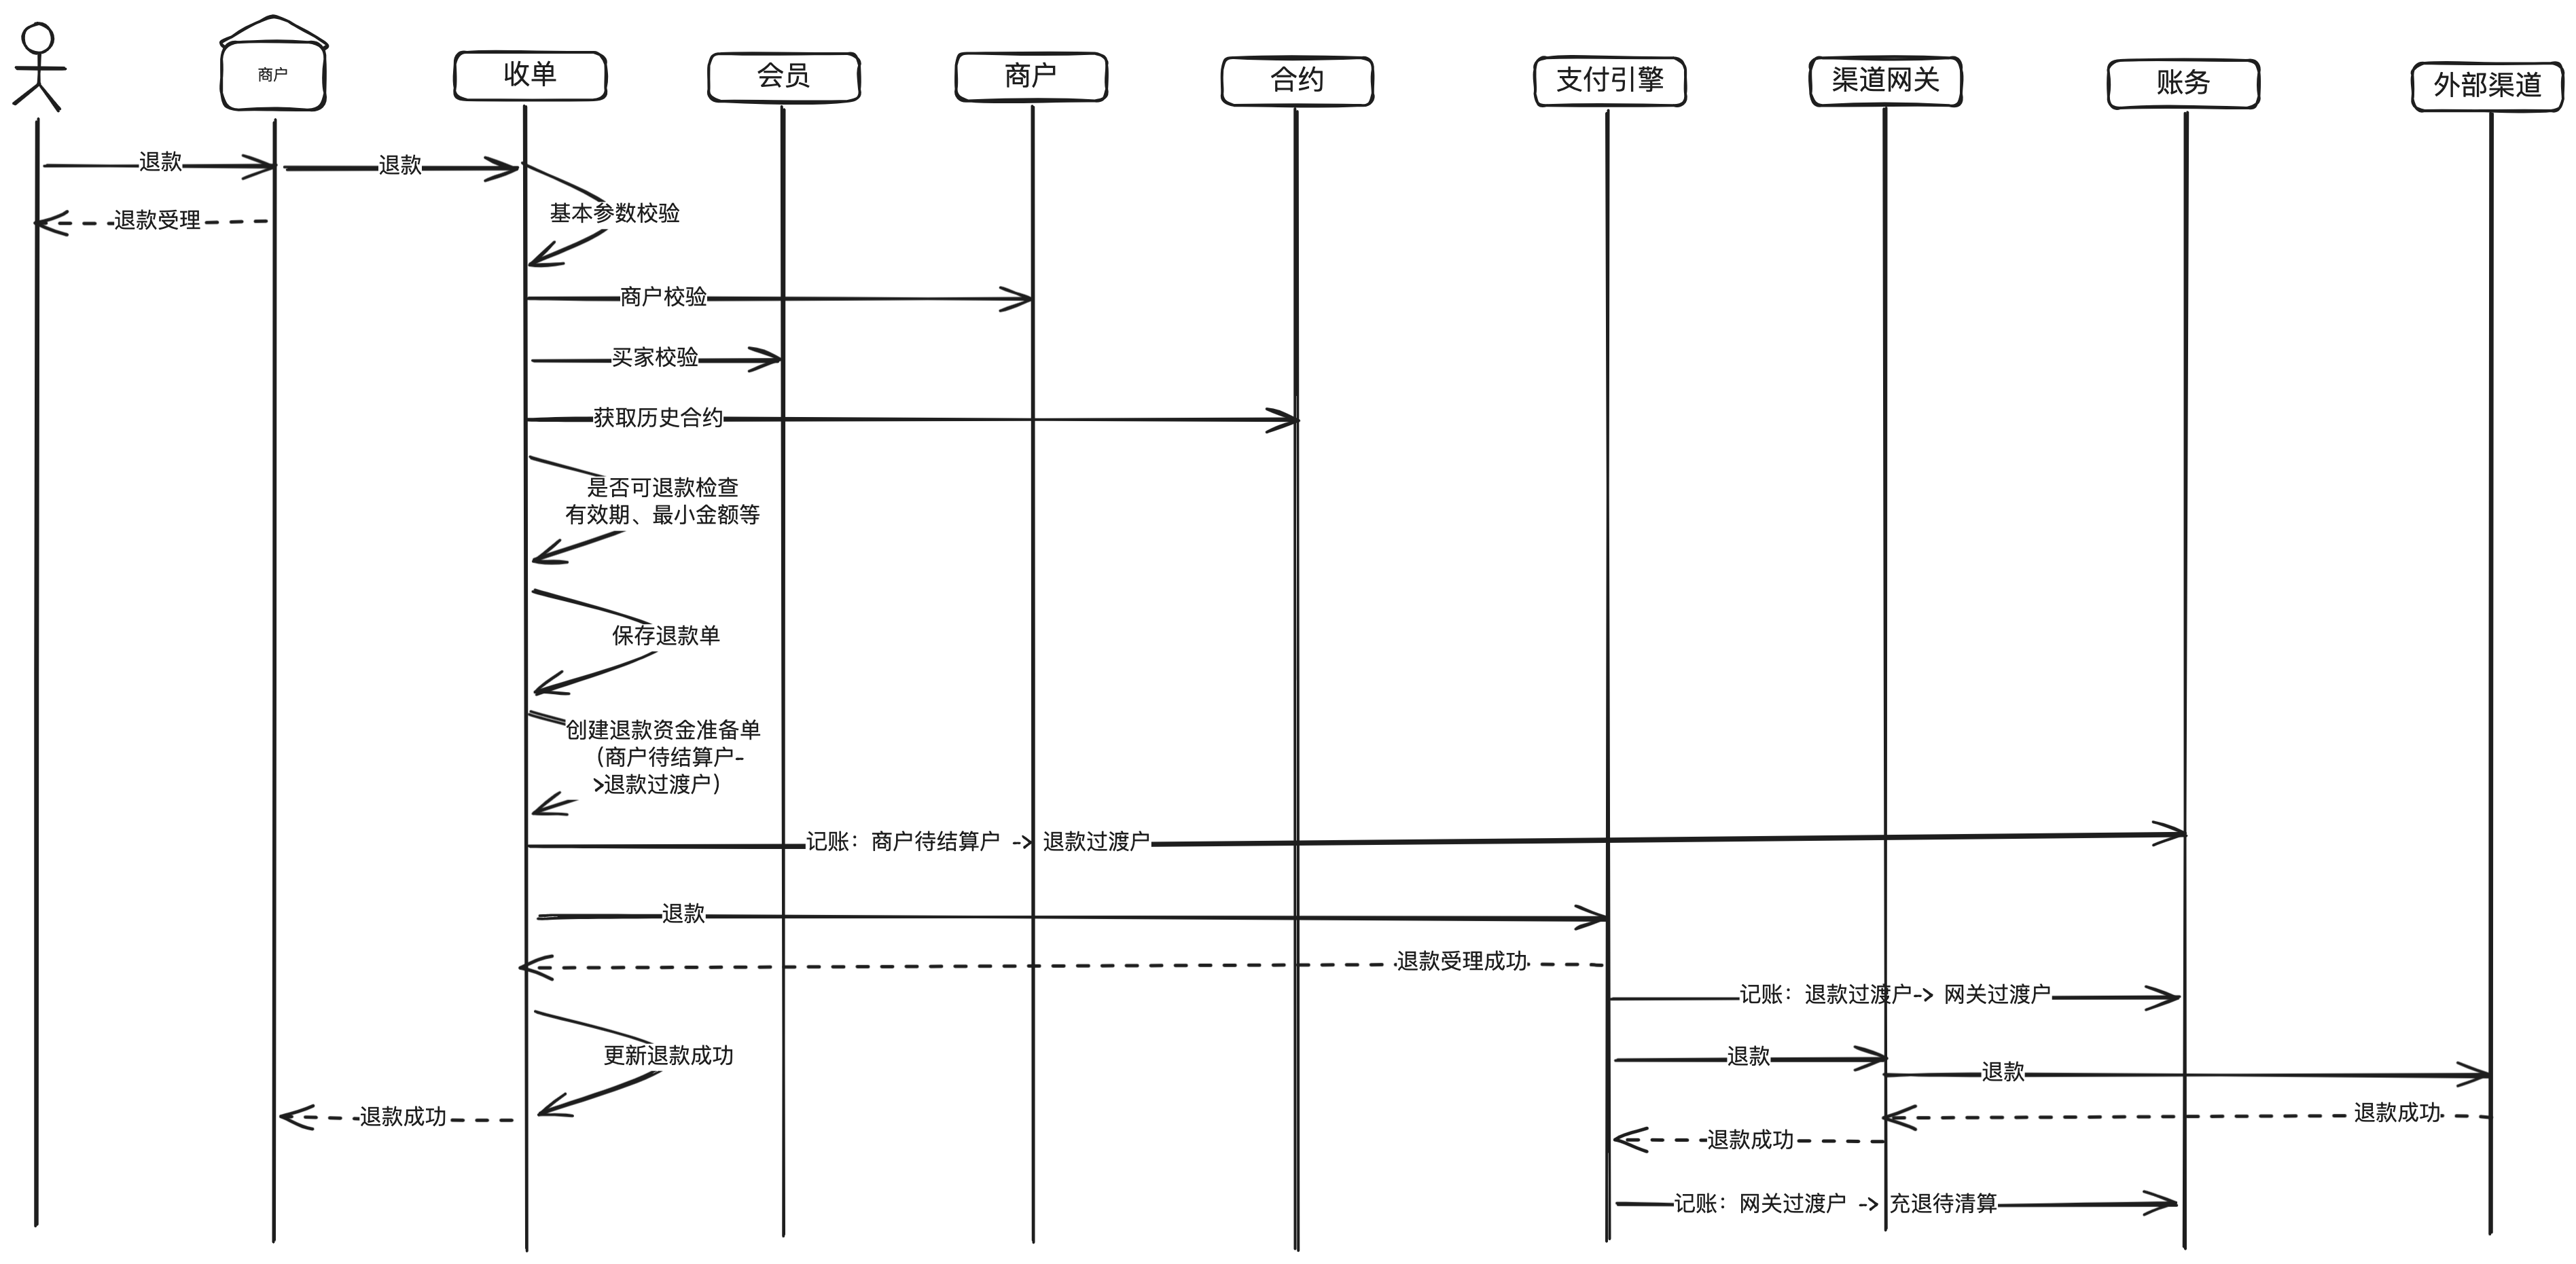 商户
收单
会员
商户
合约
支付引擎
渠道网关
账务
外部渠道
退款
退款
退款受理
基本参数校验
商户校验
买家校验
获取历史合约
是否可退款检查
有效期、最小金额等
保存退款单
创建退款资金准备单
(商户待结算户-
>退款过渡户)
记账：商户待结算户 -> 退款过渡户
退款
退款受理成功
记账：退款过渡户-> 网关过渡户
更新退款成功
退款
退款
退款成功
退款成功
退款成功
记账：网关过渡户 -> 充退待清算